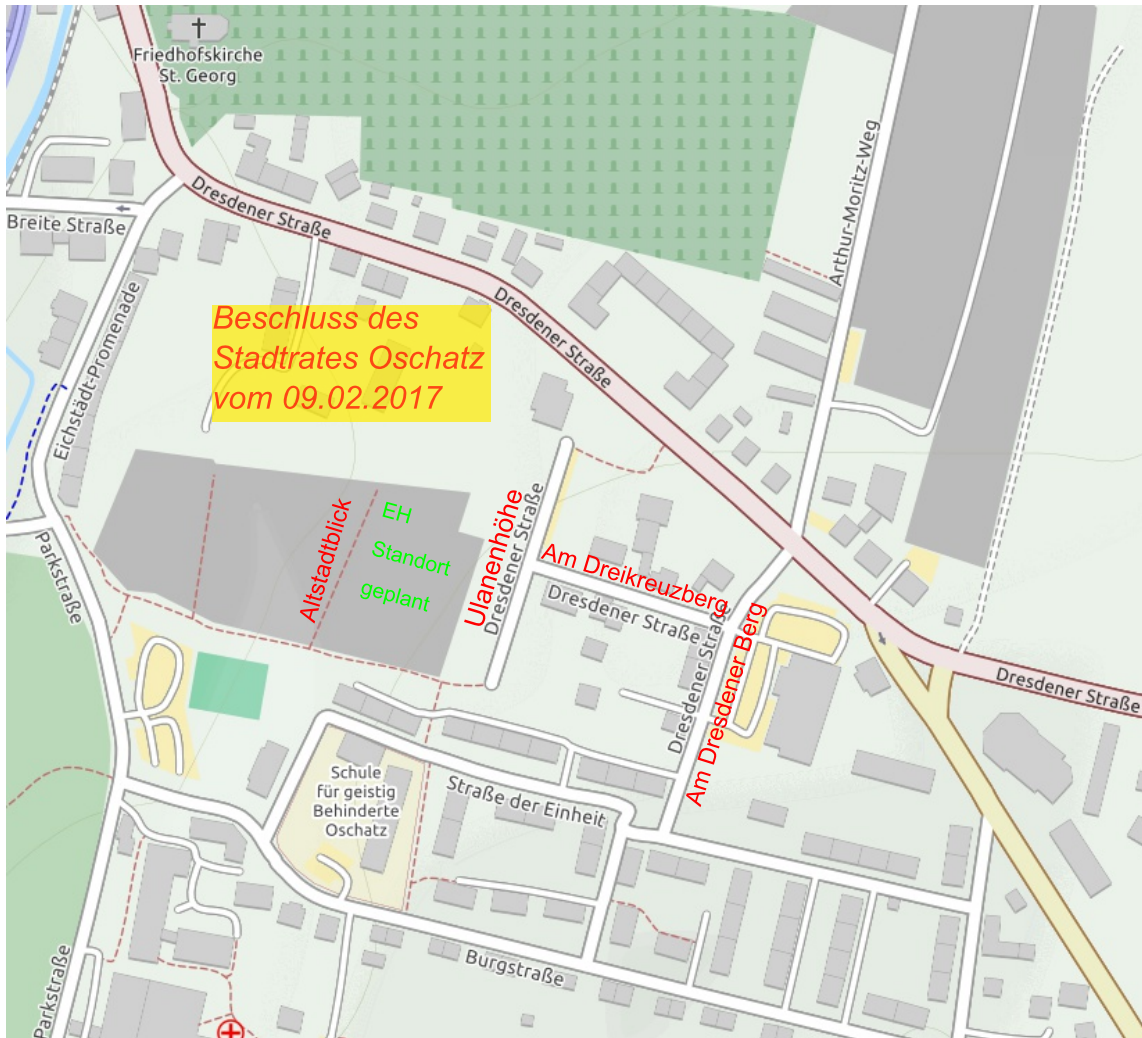 Friedhofskirche
St. Georg
Arthur-Moritz-Weg
Dresdener Straße
Breite Straße
Eichstädt-Promenade
Dresdener Straße
Beschluss des
Stadtrates Oschatz
vom 09.02.2017
Parkstraße
Altstadtblick
EH
Standort
geplant
Ulanenhöhe
Dresdener Straße
Am Dreikreuzberg
Dresdener Straße
Dresdener Straße
Am Dresdener Berg
Dresdener Straße
Schule
für geistig
Behinderte
Oschatz
Straße der Einheit
Burgstraße
Parkstraße